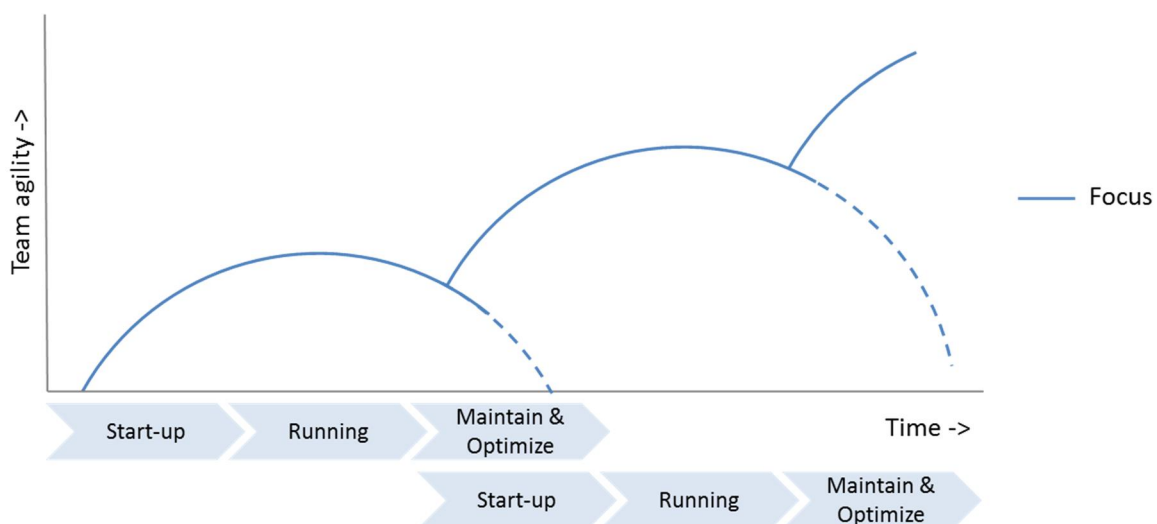 Team agility ->
Focus
Start-up
Running
Maintain &
Optimize
Time ->
Start-up
Running
Maintain &
Optimize